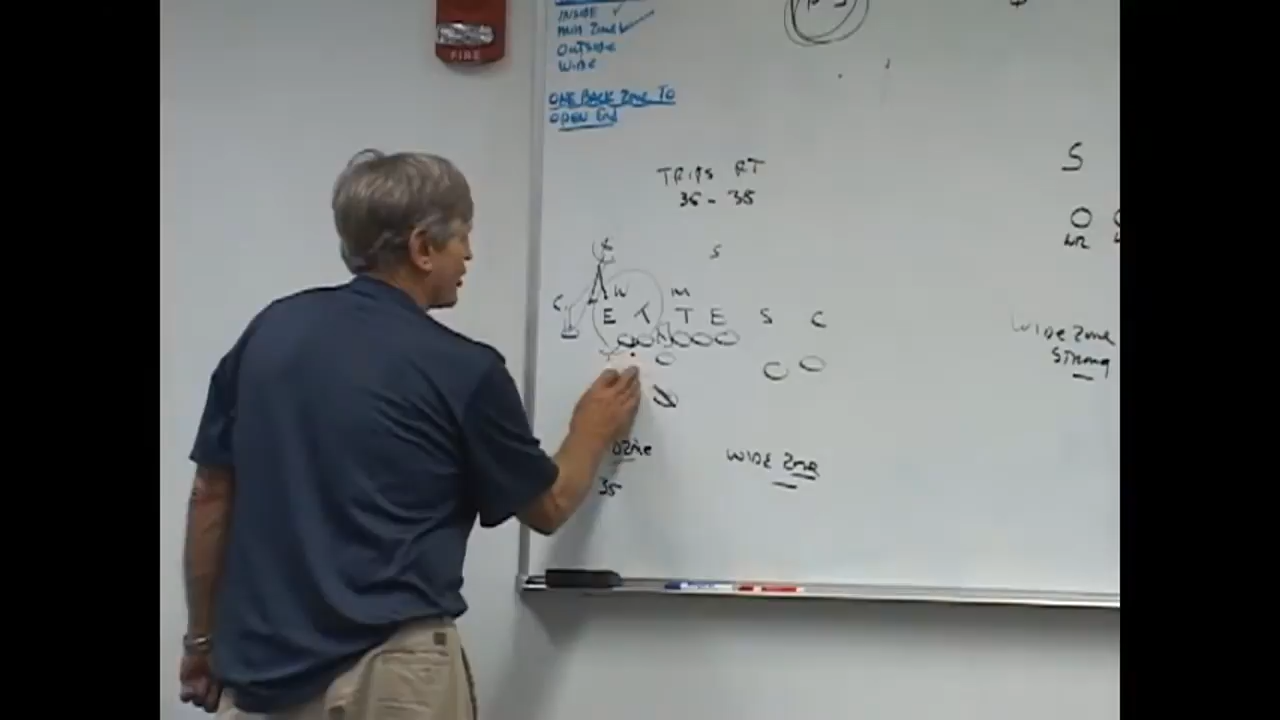 FIRE
INSIDE
MID ZONE
OUTSIDE
WIDE
ONE BACK ZONE TO
OPEN End
TRIPS RT
36 - 35
S
S
W M
C E T T E S C
WR
WIDE ZONE
STRONG
WIDE ZONE
35